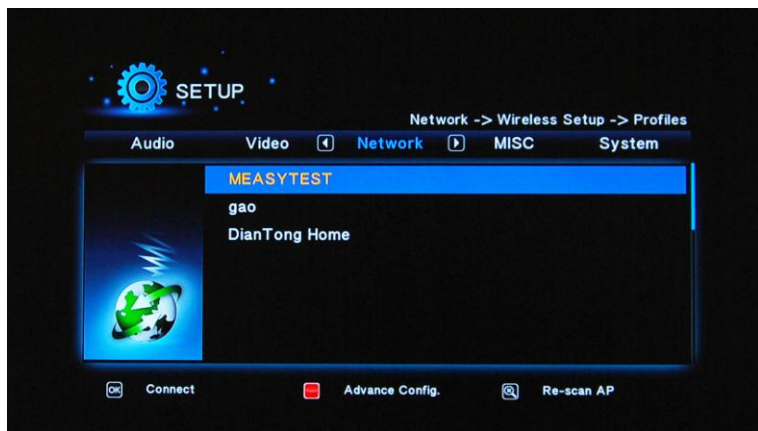 SETUP
Network -> Wireless Setup -> Profiles
Audio Video Network MISC System
MEASYTEST
gao
DianTong Home
OK Connect Advance Config. Re-scan AP